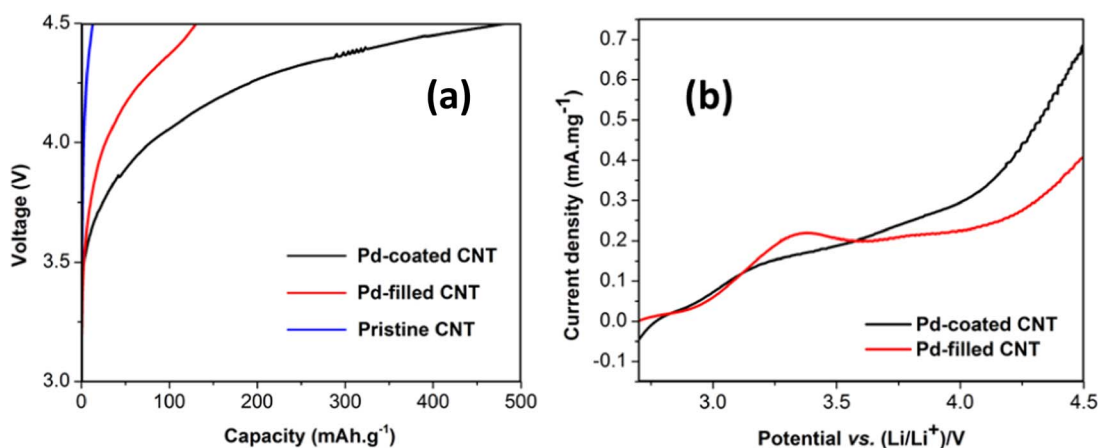 (a)
Voltage (V)
4.5
4.0
3.5
3.0
Pd-coated CNT
Pd-filled CNT
Pristine CNT
0
100
200
300
400
500
Capacity (mAh.g⁻¹)
(b)
Current density (mA.mg⁻¹)
0.7
0.6
0.5
0.4
0.3
0.2
0.1
0.0
-0.1
Pd-coated CNT
Pd-filled CNT
3.0
3.5
4.0
4.5
Potential vs. (Li/Li⁺)/V